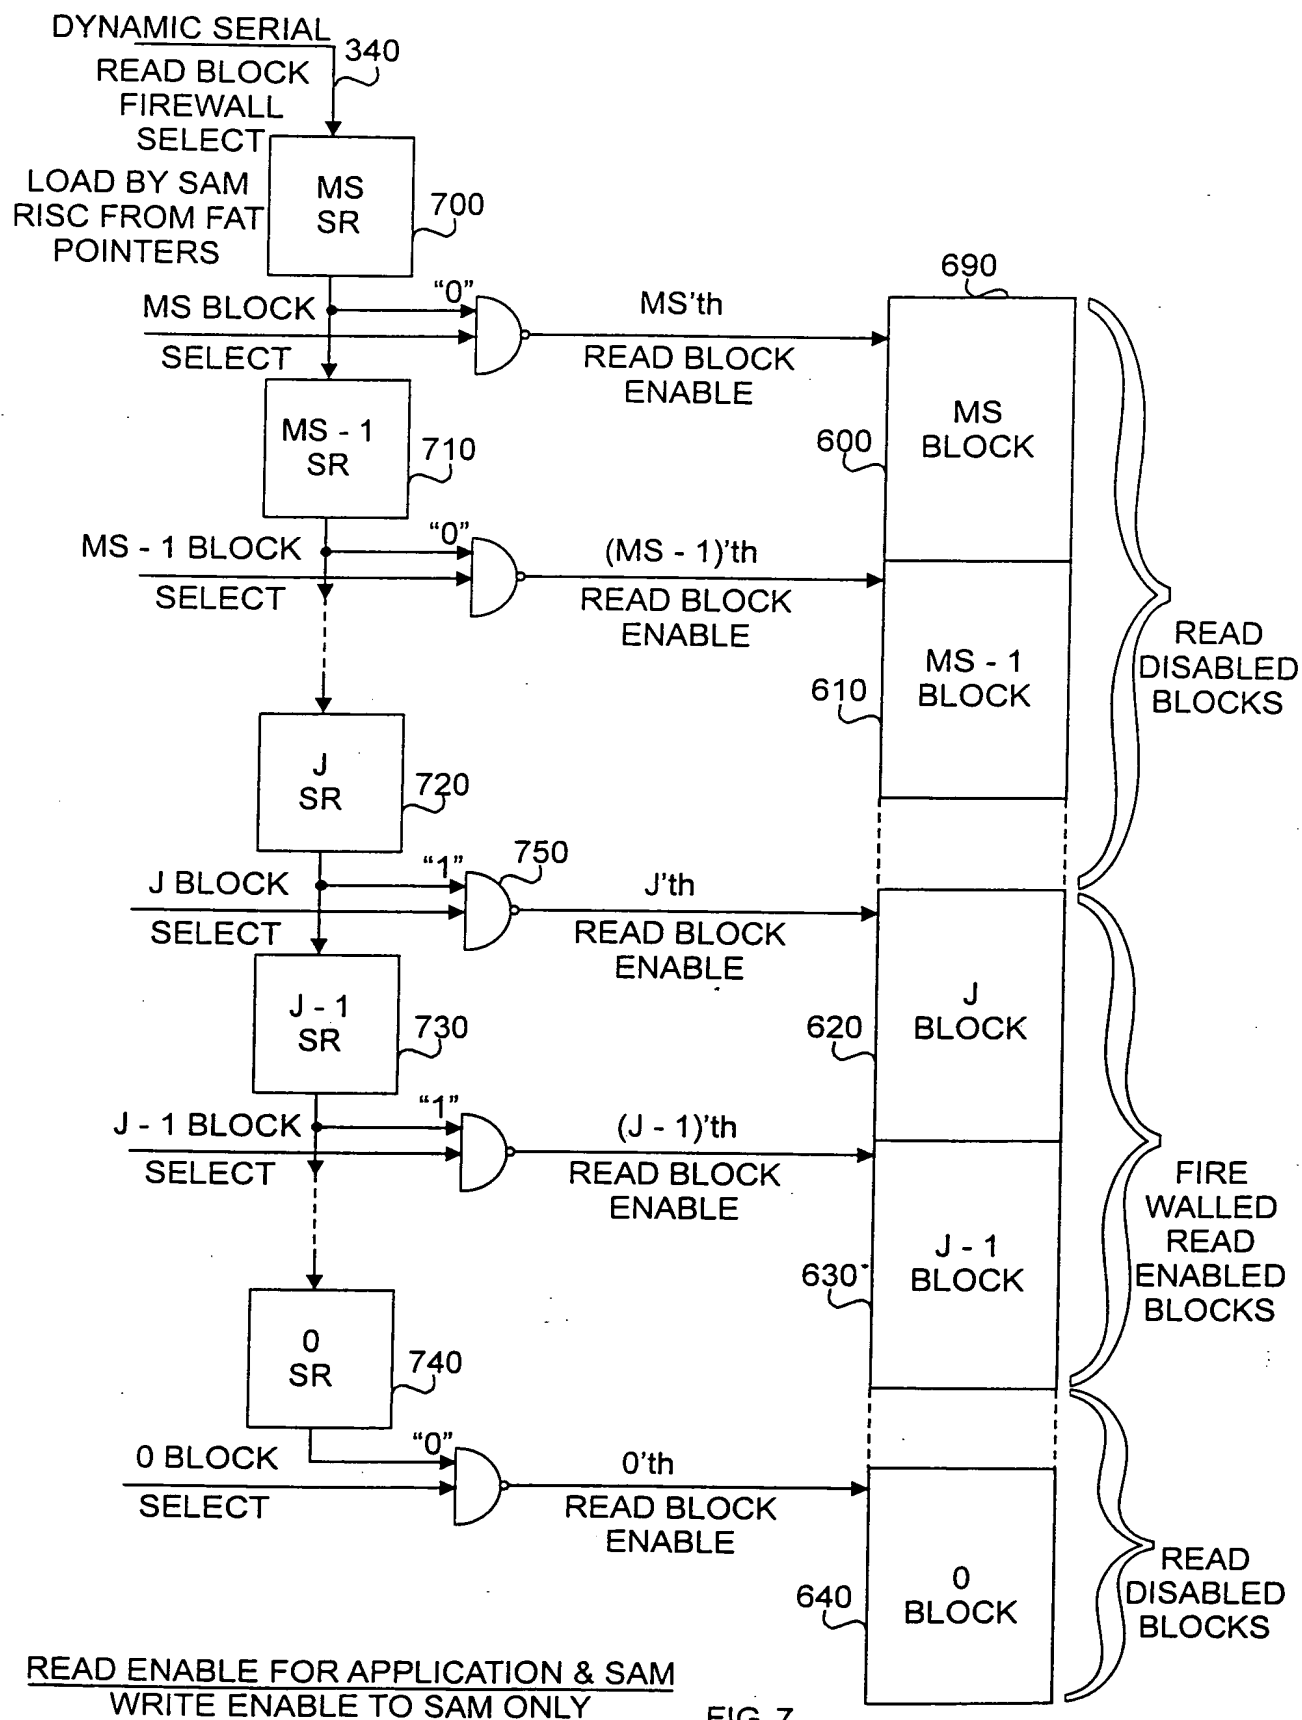 DYNAMIC SERIAL
340
READ BLOCK
FIREWALL
SELECT
LOAD BY SAM
RISC FROM FAT
POINTERS
MS
SR
700
MS BLOCK
SELECT
"0"
MS'th
READ BLOCK
ENABLE
690
MS
BLOCK
600
MS - 1
SR
710
MS - 1 BLOCK
SELECT
"0"
(MS - 1)'th
READ BLOCK
ENABLE
MS - 1
BLOCK
610
READ
DISABLED
BLOCKS
J
SR
720
J BLOCK
SELECT
"1"
750
J'th
READ BLOCK
ENABLE
J
BLOCK
620
J - 1
SR
730
J - 1 BLOCK
SELECT
"1"
(J - 1)'th
READ BLOCK
ENABLE
J - 1
BLOCK
630
FIRE
WALLED
READ
ENABLED
BLOCKS
0
SR
740
0 BLOCK
SELECT
"0"
0'th
READ BLOCK
ENABLE
0
BLOCK
640
READ
DISABLED
BLOCKS
READ ENABLE FOR APPLICATION & SAM
WRITE ENABLE TO SAM ONLY
FIG. 7